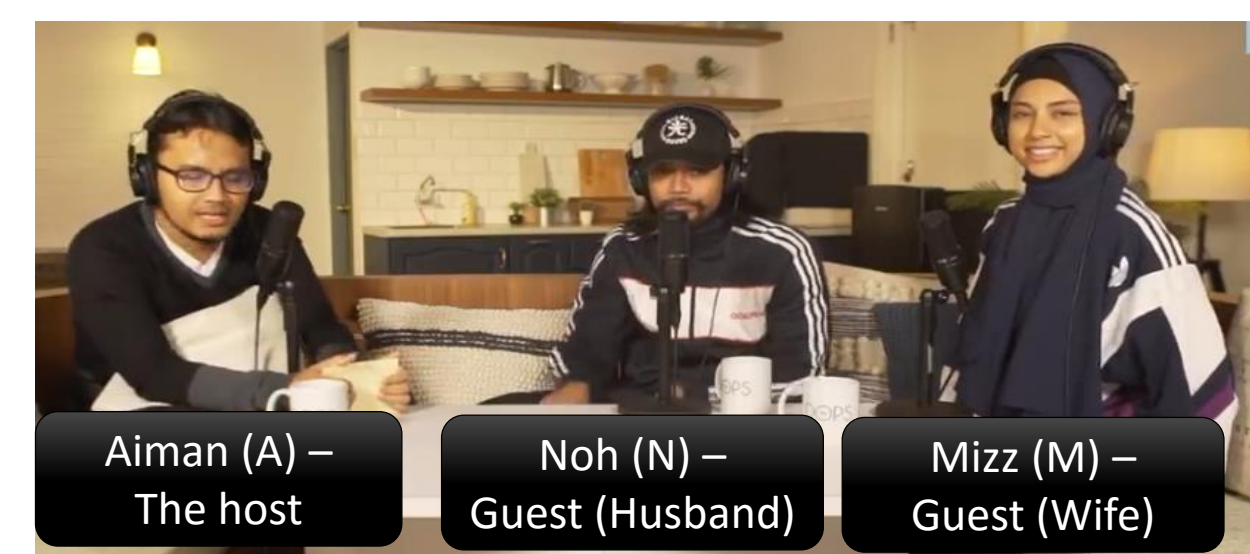 Aiman (A) –
The host
Noh (N) –
Guest (Husband)
Mizz (M) –
Guest (Wife)